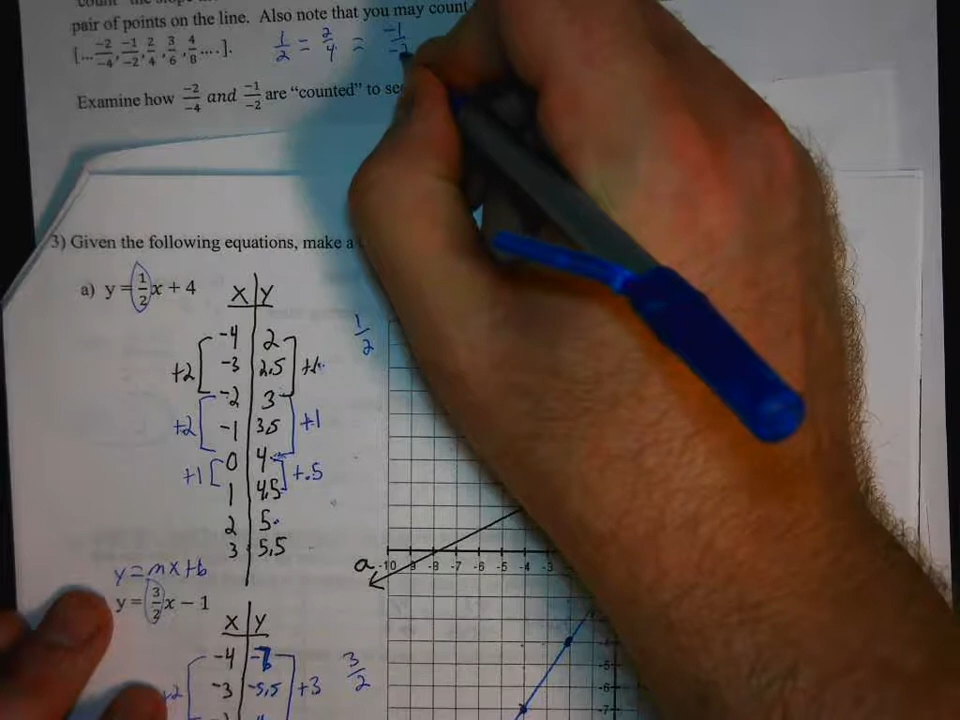 pair of points on the line. Also note that you may count
[... -2/-4, -1/-2, 2/4, 3/6, 4/8 ....]. 1/2 = 2/4 = -1/-2
Examine how -2/-4 and -1/-2 are "counted" to se
3) Given the following equations, make a
a) y = 1/2 x + 4
x y
-4 2
-3 2.5
+2 +1
-2 3
-1 3.5
+2 +1
0 4
+1 +.5
1 4.5
2 5
3 5.5
1/2
a -10 -8 -7 -6 -5 -4 -3
y = mx + b
y = 3/2 x - 1
x y
-4 -7
-3 -5.5
+3
3/2
-5
-6
-7